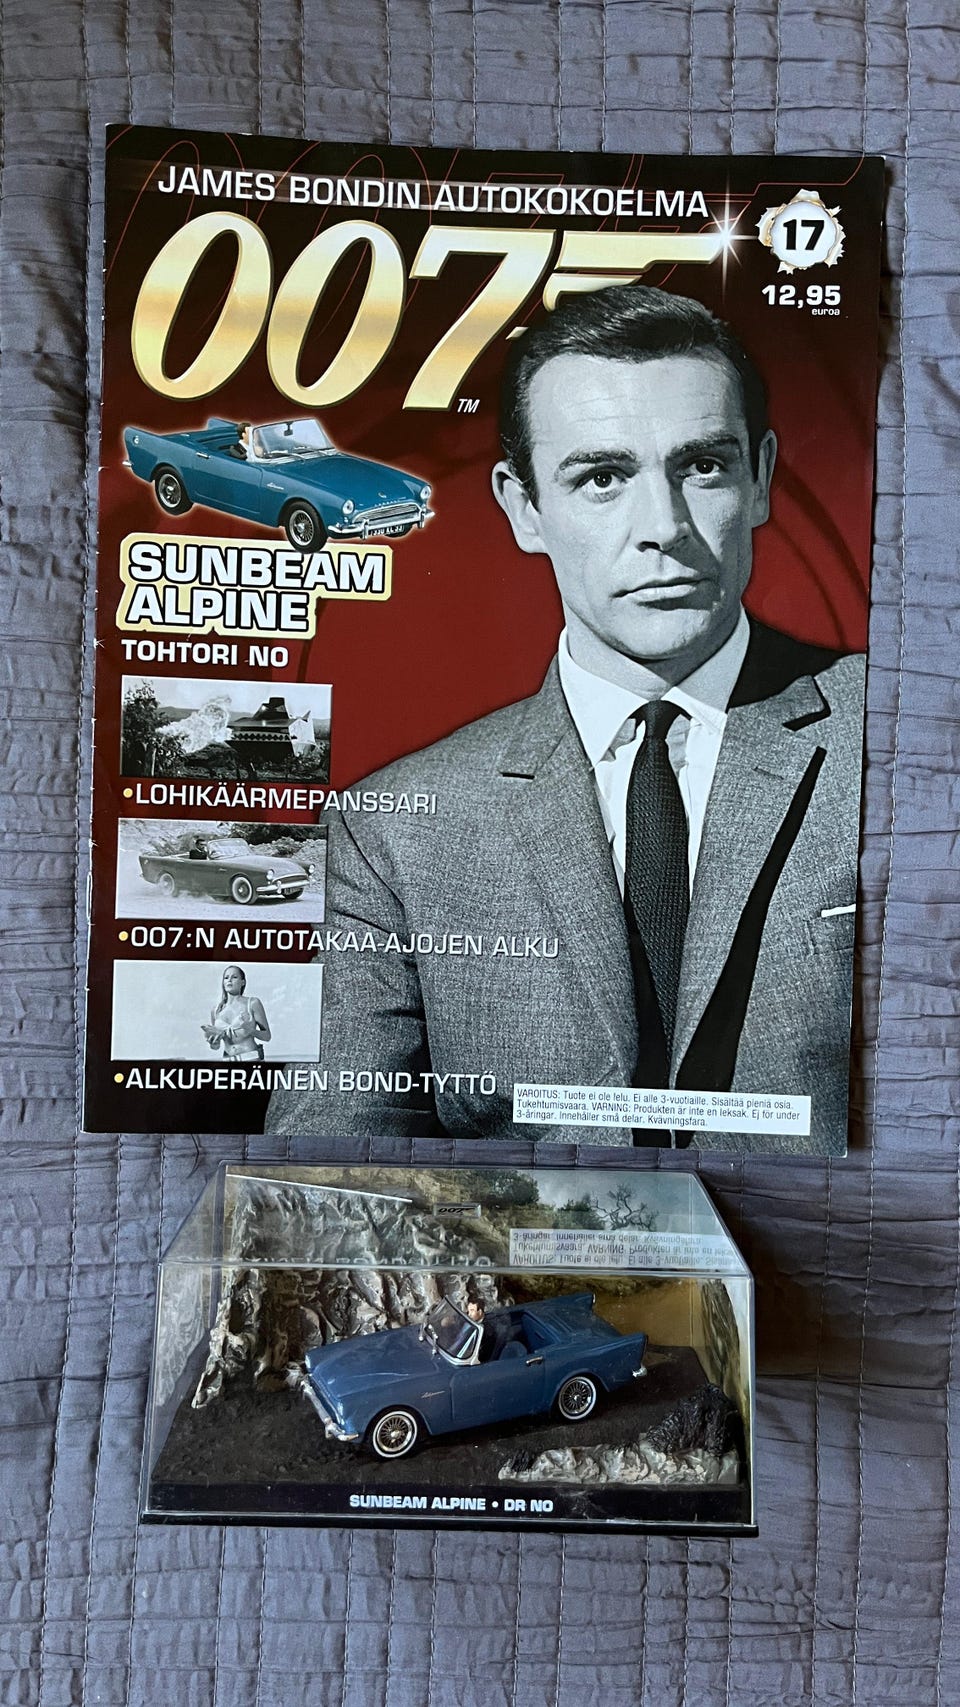 JAMES BONDIN AUTOKOKOELMA
007
TM
17
12,95
euroa
SUNBEAM
ALPINE
TOHTORI NO
•LOHIKÄÄRMEPANSSARI
•007:N AUTOTAKAA-AJOJEN ALKU
•ALKUPERÄINEN BOND-TYTTÖ
VAROITUS: Tuote ei ole lelu. Ei alle 3-vuotiaille. Sisältää pieniä osia.
Tukehtumisvaara. VARNING: Produkten är inte en leksak. Ej för under
3-åringar. Innehåller små delar. Kvävningsfara.
007
SUNBEAM ALPINE • DR NO